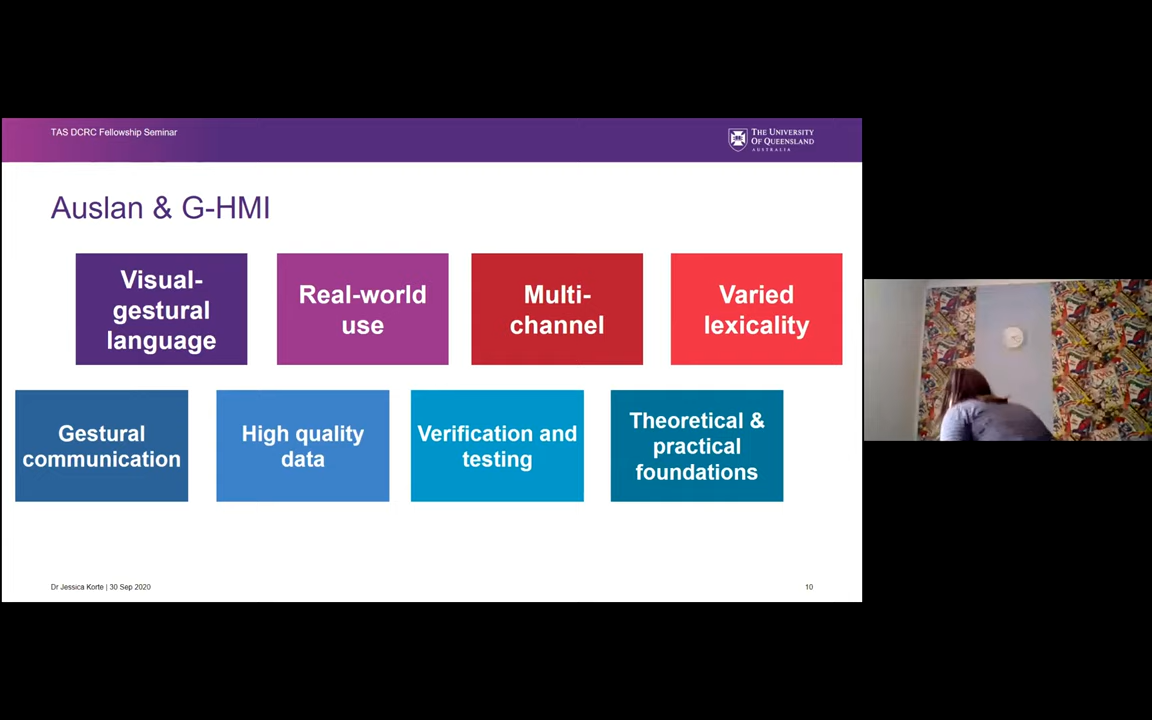 TAS DCRC Fellowship Seminar
THE UNIVERSITY
OF QUEENSLAND
AUSTRALIA
Auslan & G-HMI
Visual-
gestural
language
Real-world
use
Multi-
channel
Varied
lexicality
Gestural
communication
High quality
data
Verification and
testing
Theoretical &
practical
foundations
Dr Jessica Korte | 30 Sep 2020
10